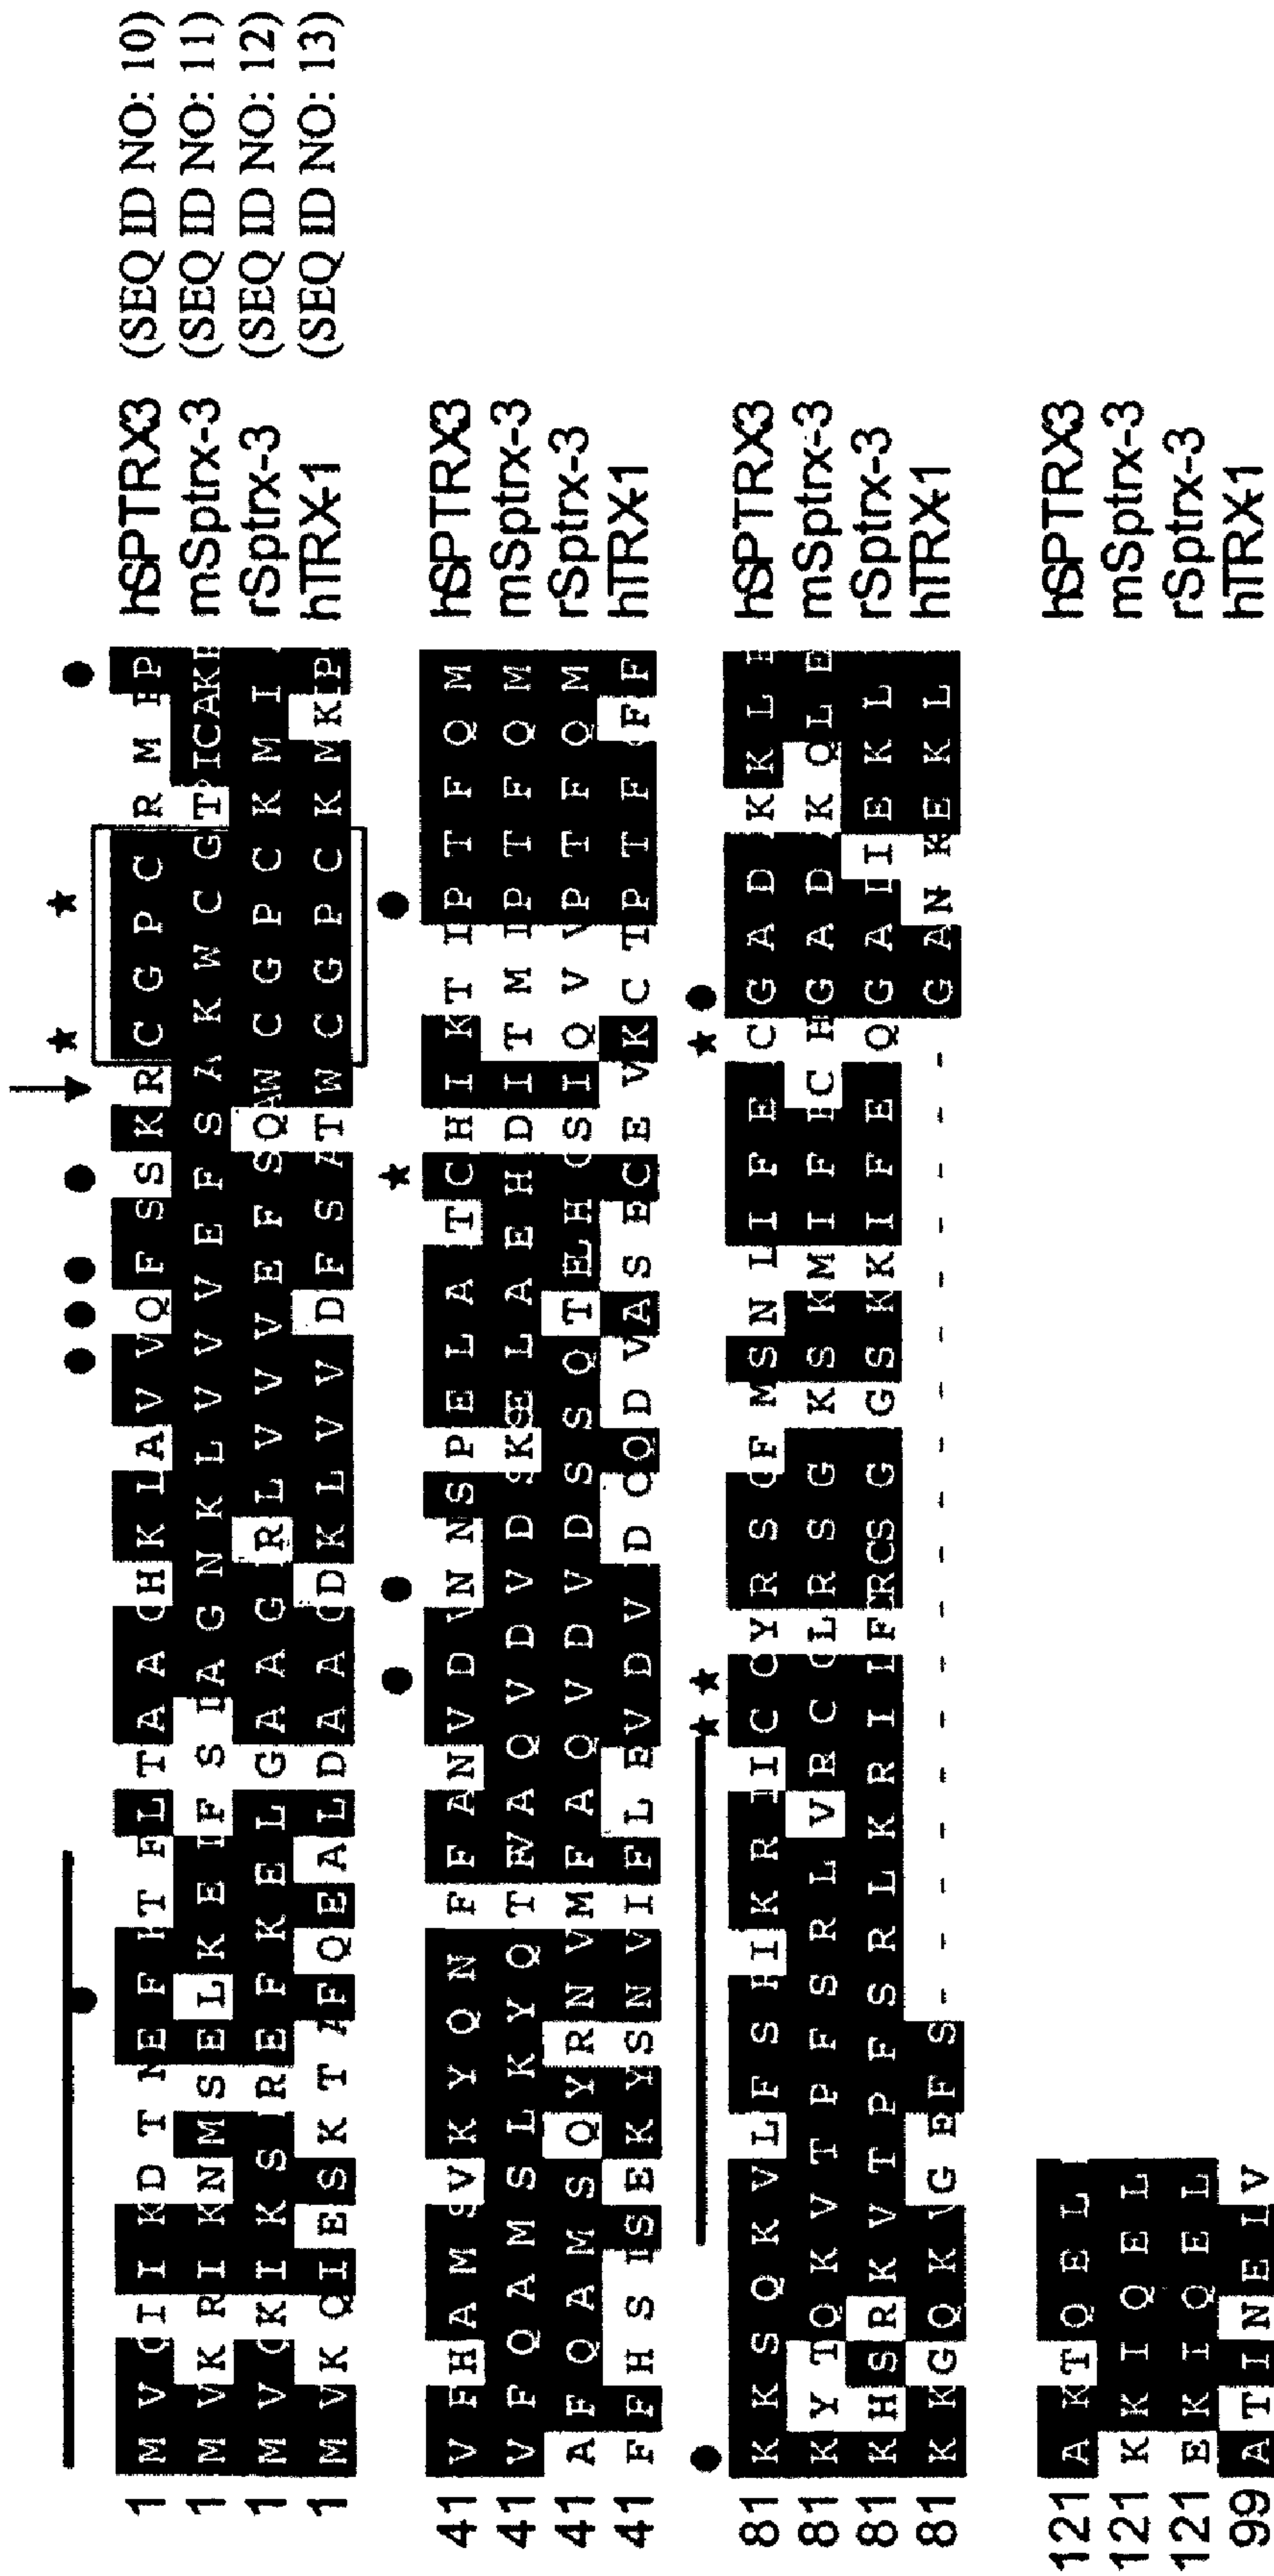 1 M V Q I I K D T N E F K T E L T A A G H K L A V V Q F S S K R C G P C R M F P hSPTRX3 (SEQ ID NO: 10)
1 M V K R I K N M S E L K E I F S I A G N K L V V V E F S A K W C G T P I C A K P mSptrx-3 (SEQ ID NO: 11)
1 M V Q K I I K S I R E F K E L G A A G R L V V V E F S Q A W C G P C K M I rSptrx-3 (SEQ ID NO: 12)
1 M V K Q I E S K T A F Q E A L D A A G D K L V V V D F S A T W C G P C K M K P hTRX-1 (SEQ ID NO: 13)
41 V F H A M S V K Y Q N F F A N V D V N N S P E L A T C H I K T I P T F Q M hSPTRX3
41 V F Q A M S L K Y Q T F V A Q V D V D S K S E L A E H D I T M I P T F Q M mSptrx-3
41 A F Q A M S Q Y R N V M F A Q V D V D S S Q T E L H C S I Q V V P T F Q M rSptrx-3
41 F F H S I S E K Y S N V I F L E V D V D C Q D V A S E C E V K C T P T F F F hTRX-1
81 K K S Q K V L F S R I K R I I C C Y R S G F M S N L I F E C G A D K K L E hSPTRX3
81 K Y T Q K V T P F S R L V R C L R S G K S K M I F E C H G A D K Q L E mSptrx-3
81 K H S R K V T P F S R L K R I L F C R C S G G S K K I F E Q G A I I E K L rSptrx-3
81 K G Q K V G E F S - - - - - - - - - - - - G A N K E K L hTRX-1
121 A K T Q E L hSPTRX3
121 K K I Q E L mSptrx-3
121 E K I Q E L rSptrx-3
99 A T I N E L V hTRX-1